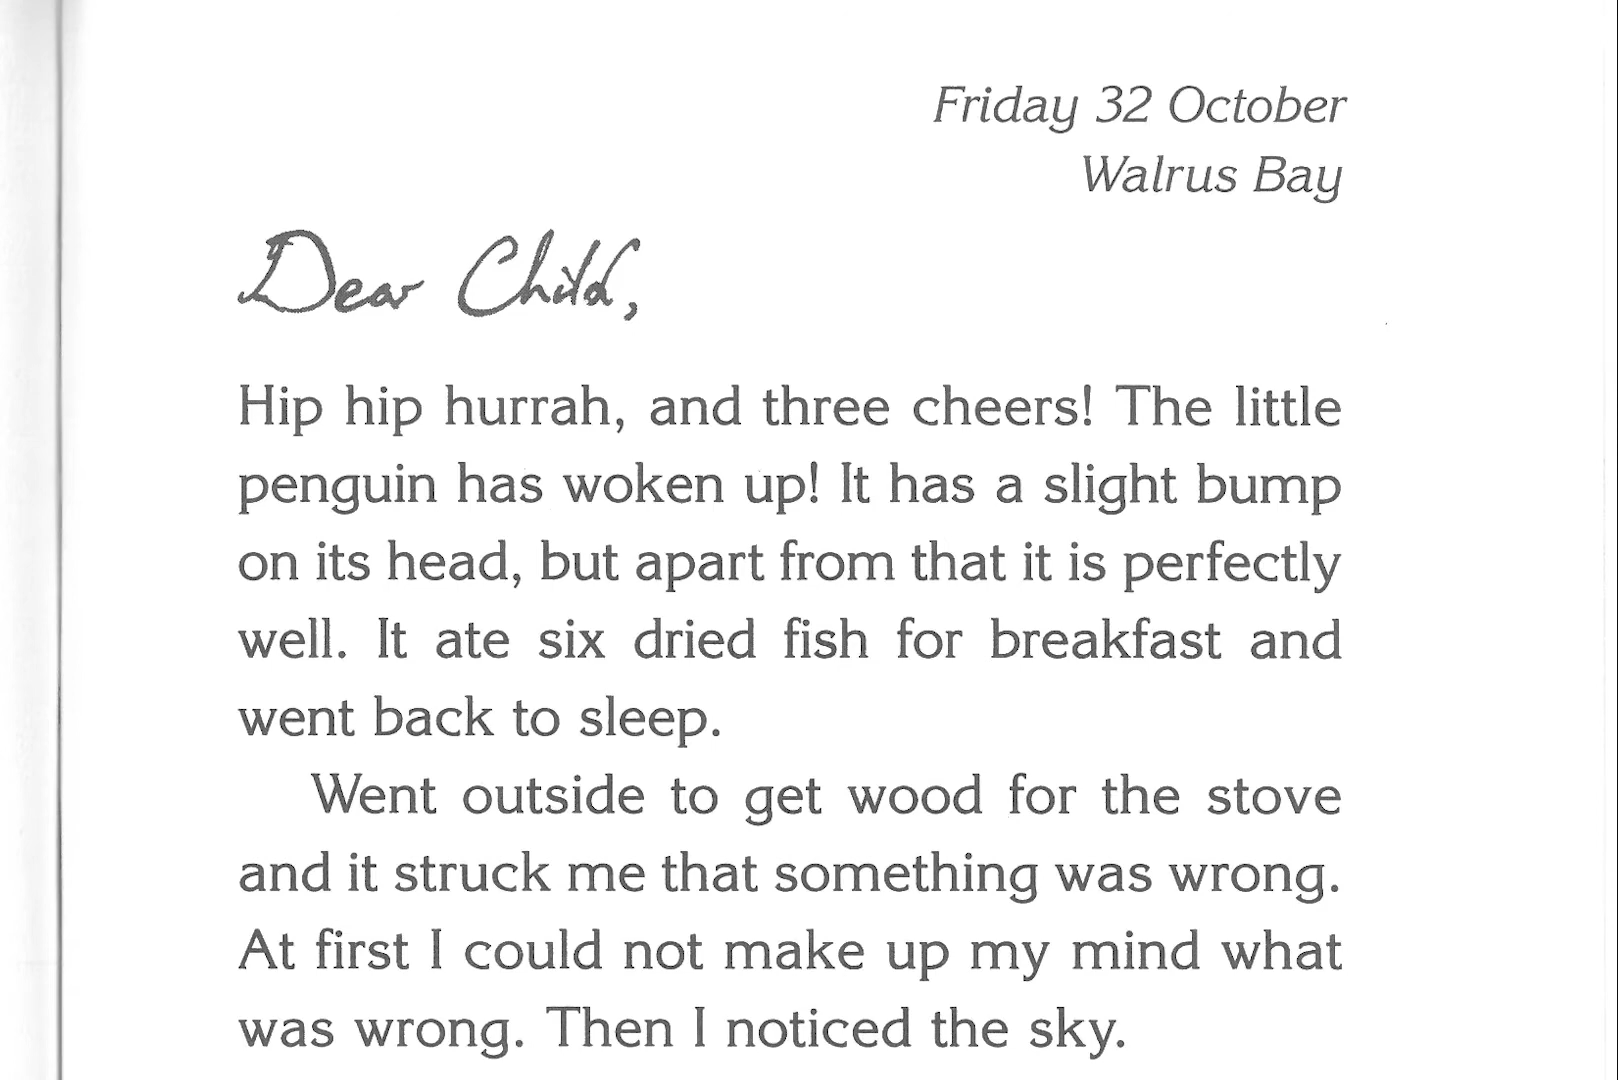 Friday 32 October
Walrus Bay
Dear Child,
Hip hip hurrah, and three cheers! The little
penguin has woken up! It has a slight bump
on its head, but apart from that it is perfectly
well. It ate six dried fish for breakfast and
went back to sleep.
Went outside to get wood for the stove
and it struck me that something was wrong.
At first I could not make up my mind what
was wrong. Then I noticed the sky.